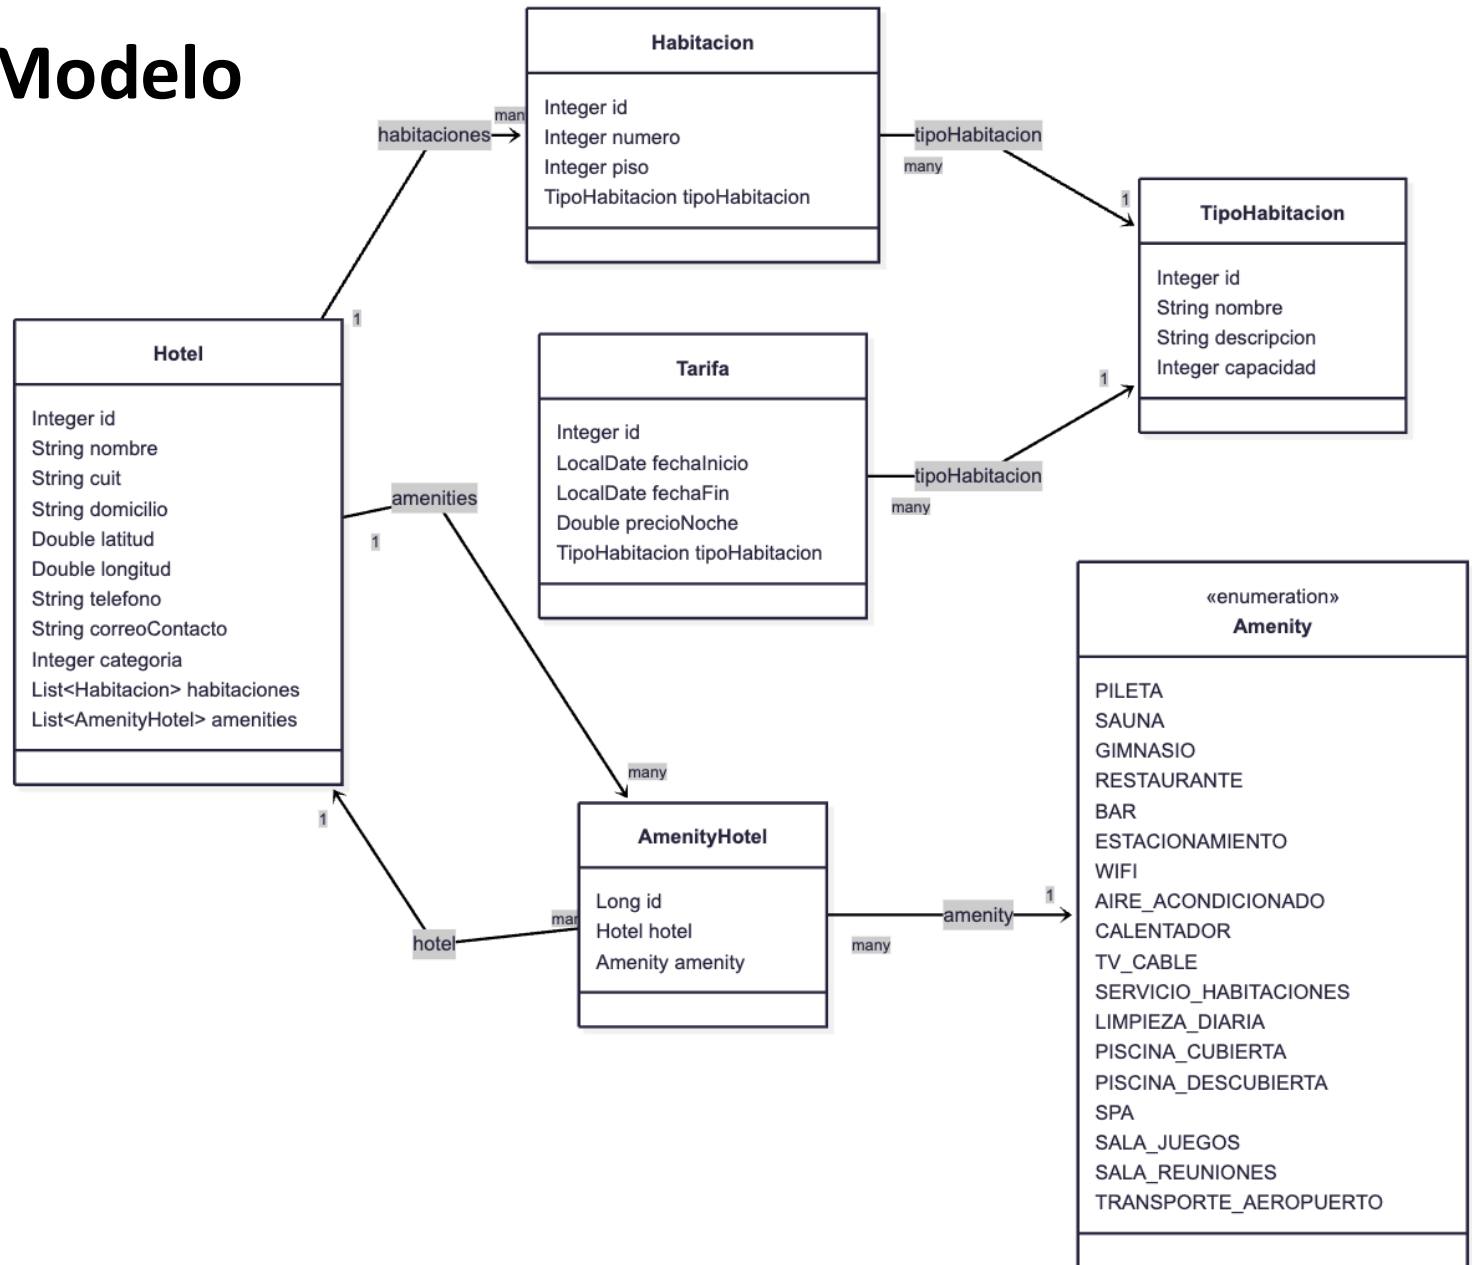 Modelo
Habitacion
Integer id
Integer numero
Integer piso
TipoHabitacion tipoHabitacion
habitaciones
man
1
tipoHabitacion
many
1
TipoHabitacion
Integer id
String nombre
String descripcion
Integer capacidad
Hotel
Integer id
String nombre
String cuit
String domicilio
Double latitud
Double longitud
String telefono
String correoContacto
Integer categoria
List<Habitacion> habitaciones
List<AmenityHotel> amenities
Tarifa
Integer id
LocalDate fechaInicio
LocalDate fechaFin
Double precioNoche
TipoHabitacion tipoHabitacion
tipoHabitacion
many
1
amenities
1
many
AmenityHotel
Long id
Hotel hotel
Amenity amenity
hotel
1
mar
amenity
many
1
«enumeration»
Amenity
PILETA
SAUNA
GIMNASIO
RESTAURANTE
BAR
ESTACIONAMIENTO
WIFI
AIRE_ACONDICIONADO
CALENTADOR
TV_CABLE
SERVICIO_HABITACIONES
LIMPIEZA_DIARIA
PISCINA_CUBIERTA
PISCINA_DESCUBIERTA
SPA
SALA_JUEGOS
SALA_REUNIONES
TRANSPORTE_AEROPUERTO